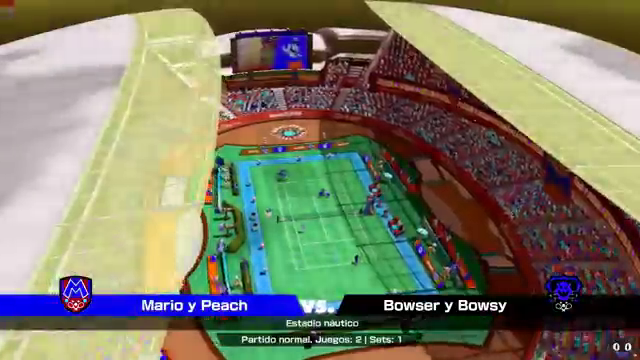 Mario y Peach VS. Bowser y Bowsy
Estadio náutico
Partido normal. Juegos: 2 | Sets: 1
0 0